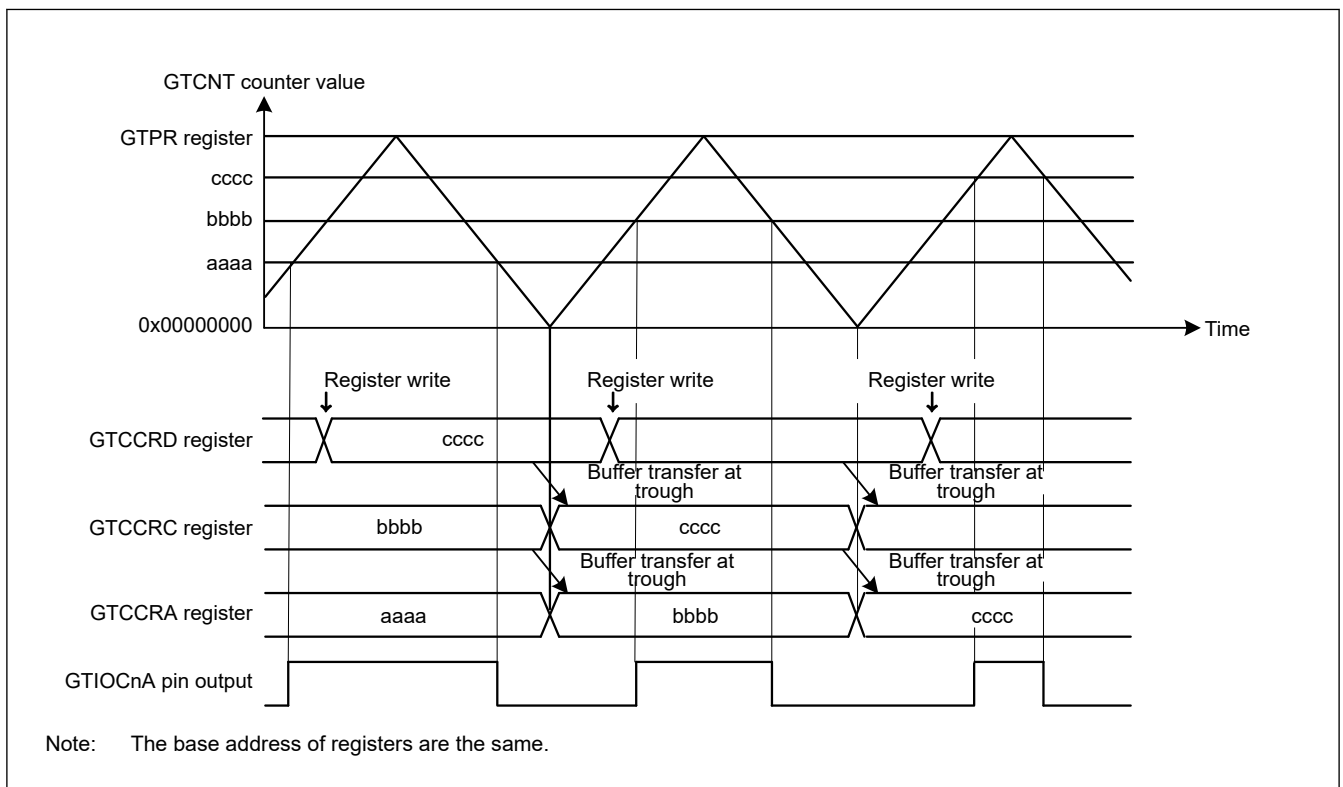 GTCNT counter value
GTPR register
cccc
bbbb
aaaa
0x00000000
Time
Register write
Register write
Register write
GTCCRD register
cccc
Buffer transfer at
trough
Buffer transfer at
trough
GTCCRC register
bbbb
cccc
Buffer transfer at
trough
Buffer transfer at
trough
GTCCRA register
aaaa
bbbb
cccc
GTIOCnA pin output
Note: The base address of registers are the same.